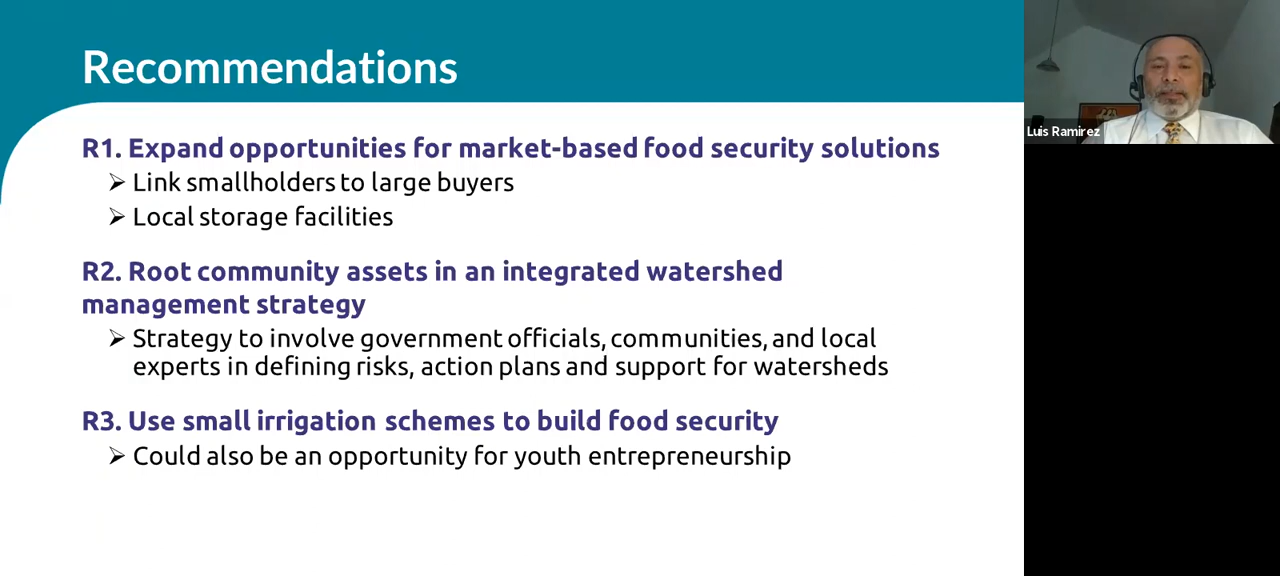 Recommendations
R1. Expand opportunities for market-based food security solutions
➢ Link smallholders to large buyers
➢ Local storage facilities
R2. Root community assets in an integrated watershed
management strategy
➢ Strategy to involve government officials, communities, and local
experts in defining risks, action plans and support for watersheds
R3. Use small irrigation schemes to build food security
➢ Could also be an opportunity for youth entrepreneurship
Luis Ramirez